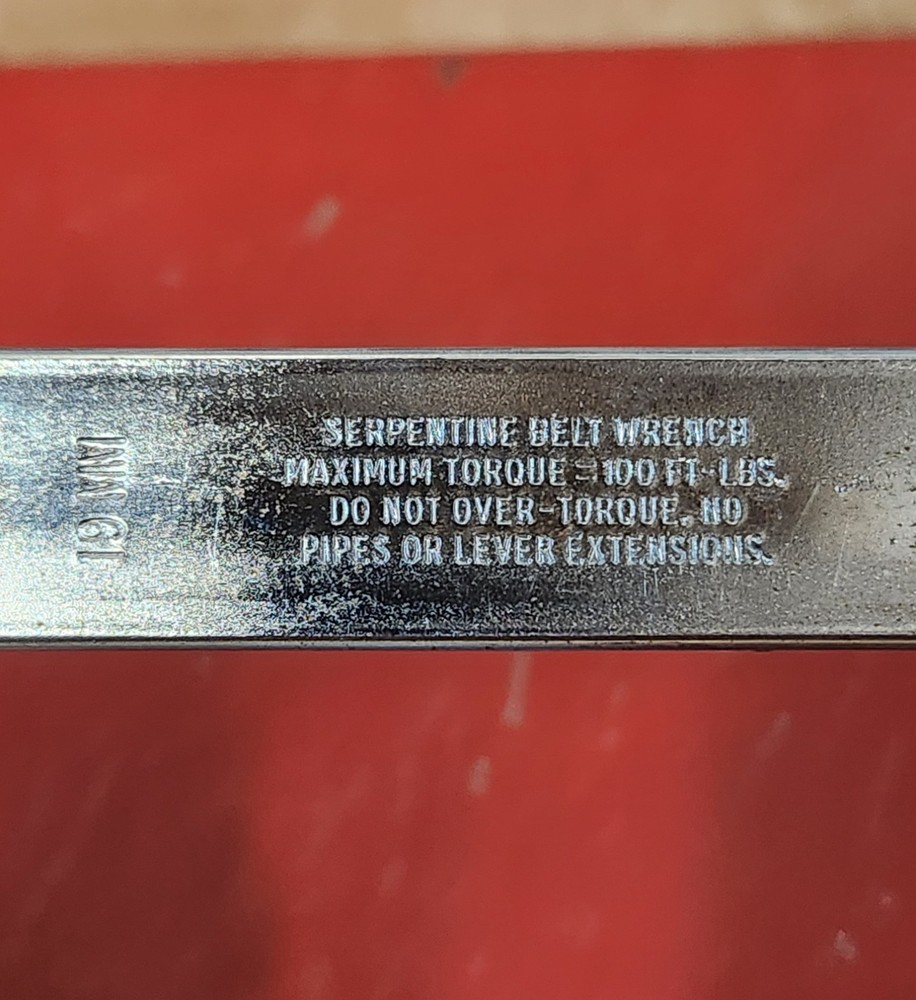 SERPENTINE BELT WRENCH
MAXIMUM TORQUE = 100 FT-LBS.
DO NOT OVER-TORQUE. NO
PIPES OR LEVER EXTENSIONS.
19 MM